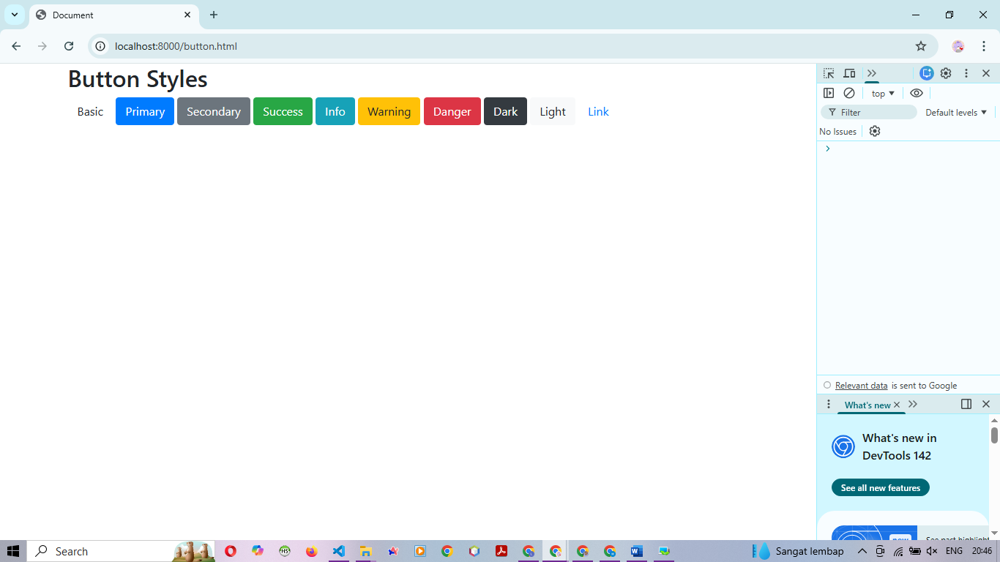 Document
localhost:8000/button.html
Button Styles
Basic Primary Secondary Success Info Warning Danger Dark Light Link
top
Filter Default levels
No Issues
Relevant data is sent to Google
What's new
What's new in
DevTools 142
See all new features
new
See past highlight
Search
HS
Sangat lembap
ENG 20:46